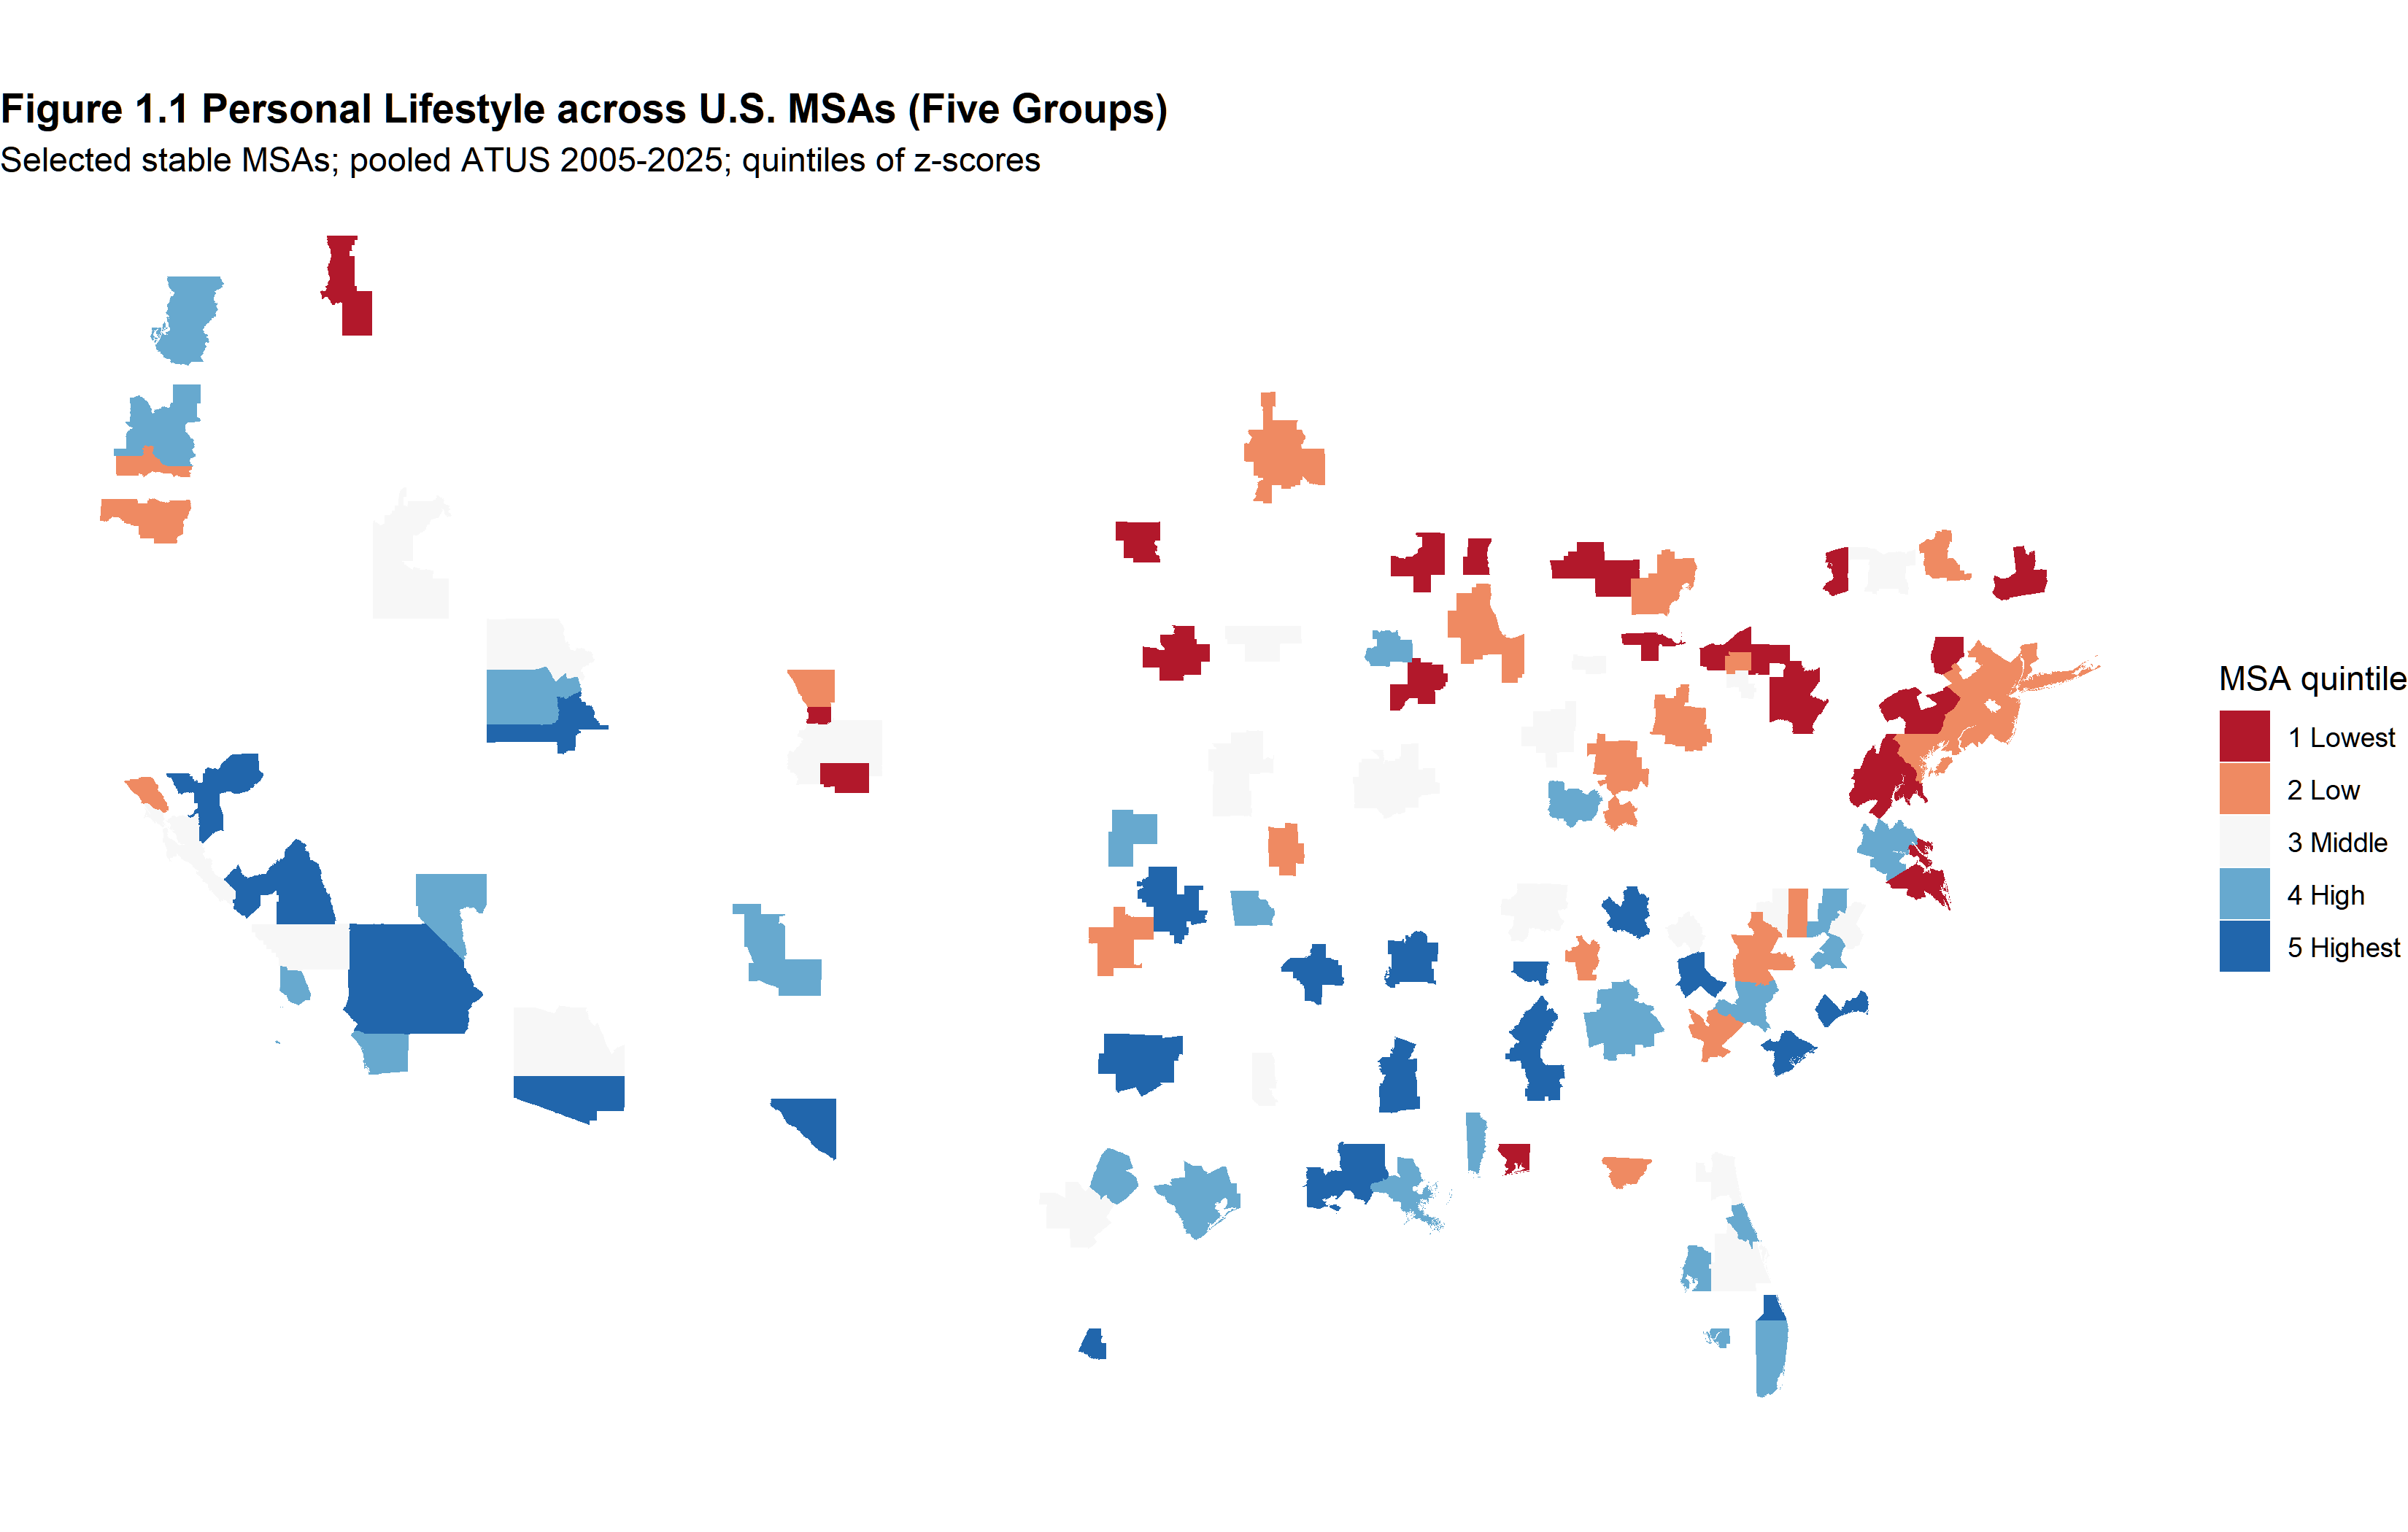 Figure 1.1 Personal Lifestyle across U.S. MSAs (Five Groups)
Selected stable MSAs; pooled ATUS 2005-2025; quintiles of z-scores
MSA quintile
1 Lowest
2 Low
3 Middle
4 High
5 Highest